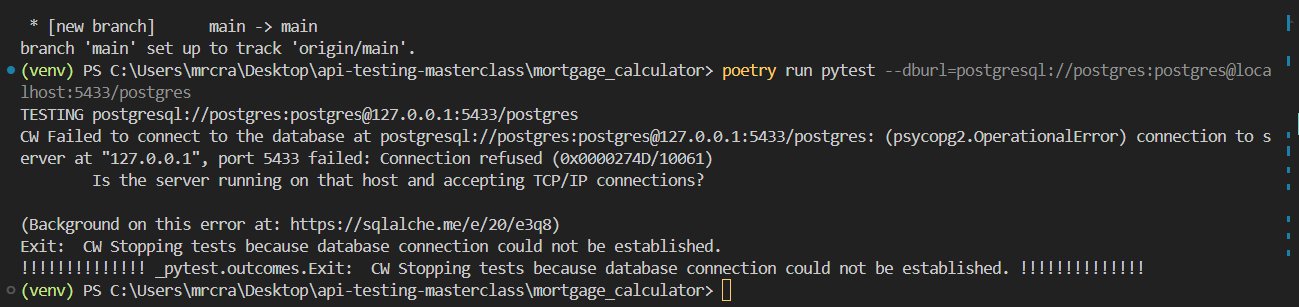 * [new branch]      main -> main
branch 'main' set up to track 'origin/main'.
(venv) PS C:\Users\mrcra\Desktop\api-testing-masterclass\mortgage_calculator> poetry run pytest --dburl=postgresql://postgres:postgres@loca
lhost:5433/postgres
TESTING postgresql://postgres:postgres@127.0.0.1:5433/postgres
CW Failed to connect to the database at postgresql://postgres:postgres@127.0.0.1:5433/postgres: (psycopg2.OperationalError) connection to s
erver at "127.0.0.1", port 5433 failed: Connection refused (0x0000274D/10061)
        Is the server running on that host and accepting TCP/IP connections?
(Background on this error at: https://sqlalche.me/e/20/e3q8)
Exit:  CW Stopping tests because database connection could not be established.
!!!!!!!!!!!!!! _pytest.outcomes.Exit:  CW Stopping tests because database connection could not be established. !!!!!!!!!!!!!!
(venv) PS C:\Users\mrcra\Desktop\api-testing-masterclass\mortgage_calculator>